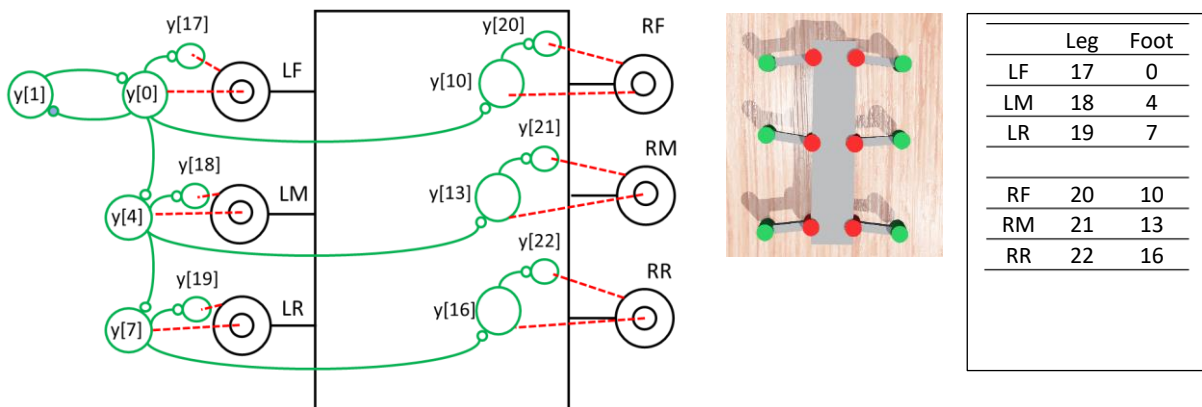 y[17]
LF
y[1]
y[0]
y[18]
LM
y[4]
y[19]
LR
y[7]
y[20]
RF
y[10]
y[21]
RM
y[13]
y[22]
RR
y[16]
Leg Foot
LF 17 0
LM 18 4
LR 19 7
RF 20 10
RM 21 13
RR 22 16